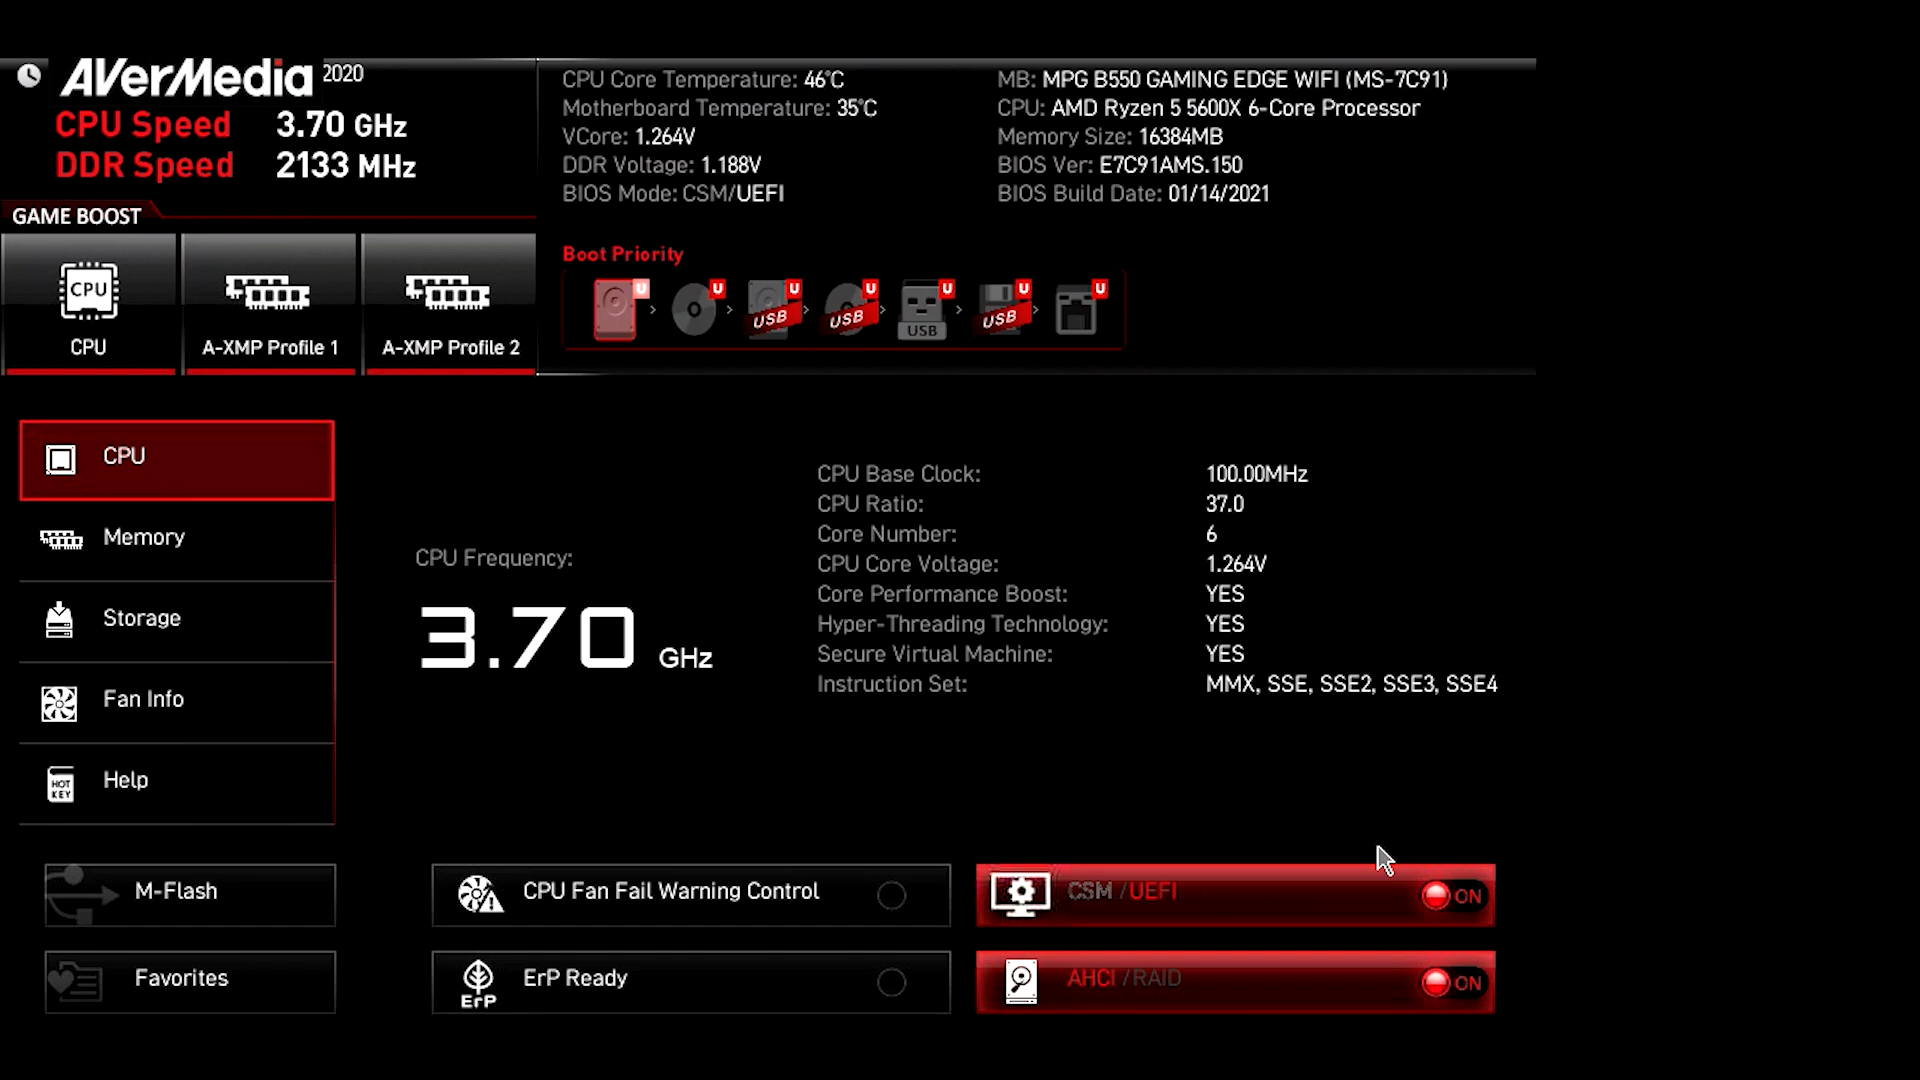 AVerMedia 2020
CPU Speed 3.70 GHz
DDR Speed 2133 MHz
CPU Core Temperature: 46°C
Motherboard Temperature: 35°C
VCore: 1.264V
DDR Voltage: 1.188V
BIOS Mode: CSM/UEFI
MB: MPG B550 GAMING EDGE WIFI (MS-7C91)
CPU: AMD Ryzen 5 5600X 6-Core Processor
Memory Size: 16384MB
BIOS Ver: E7C91AMS.150
BIOS Build Date: 01/14/2021
GAME BOOST
CPU
CPU
A-XMP Profile 1
A-XMP Profile 2
Boot Priority
U U U U U U U
USB USB USB USB
CPU
Memory
Storage
Fan Info
HOT KEY
Help
CPU Frequency:
3.70 GHz
CPU Base Clock: 100.00MHz
CPU Ratio: 37.0
Core Number: 6
CPU Core Voltage: 1.264V
Core Performance Boost: YES
Hyper-Threading Technology: YES
Secure Virtual Machine: YES
Instruction Set: MMX, SSE, SSE2, SSE3, SSE4
M-Flash
CPU Fan Fail Warning Control
CSM /UEFI ON
Favorites
ErP
ErP Ready
AHCI /RAID ON